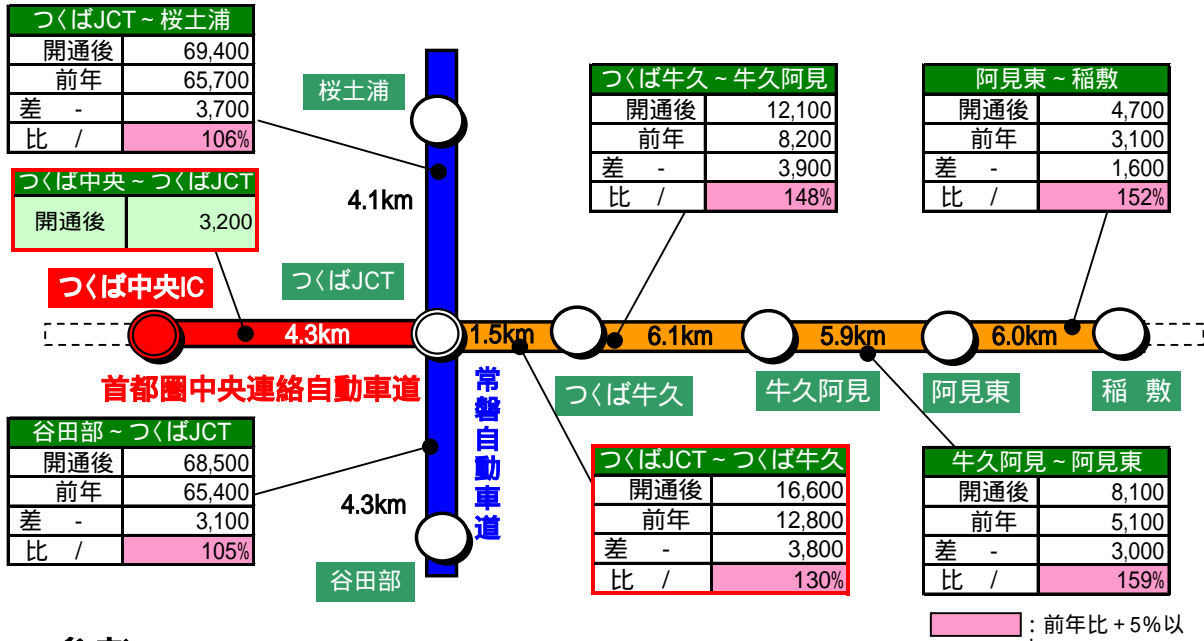 つくばJCT ~ 桜土浦
開通後 69,400
前年 65,700
差 - 3,700
比 / 106%
つくば中央 ~ つくばJCT
開通後 3,200
桜土浦
4.1km
つくば牛久 ~ 牛久阿見
開通後 12,100
前年 8,200
差 - 3,900
比 / 148%
阿見東 ~ 稲敷
開通後 4,700
前年 3,100
差 - 1,600
比 / 152%
つくば中央IC
つくばJCT
4.3km
1.5km
6.1km
5.9km
6.0km
首都圏中央連絡自動車道
常磐自動車道
つくば牛久
牛久阿見
阿見東
稲 敷
谷田部 ~ つくばJCT
開通後 68,500
前年 65,400
差 - 3,100
比 / 105%
4.3km
谷田部
つくばJCT ~ つくば牛久
開通後 16,600
前年 12,800
差 - 3,800
比 / 130%
牛久阿見 ~ 阿見東
開通後 8,100
前年 5,100
差 - 3,000
比 / 159%
: 前年比 + 5%以